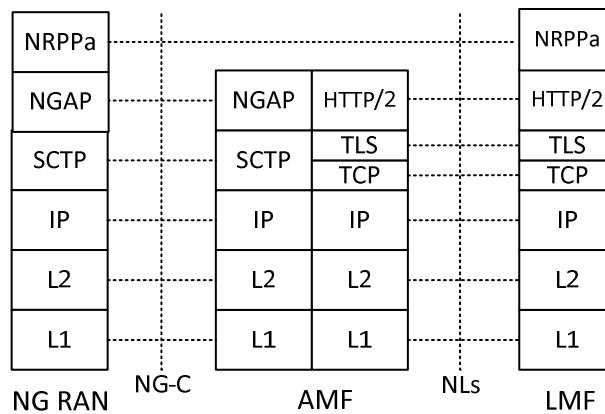 NRPPa
NRPPa
NGAP
NGAP
HTTP/2
HTTP/2
SCTP
SCTP
TLS
TLS
TCP
TCP
IP
IP
IP
IP
L2
L2
L2
L2
L1
L1
L1
L1
NG RAN
NG-C
AMF
NLs
LMF